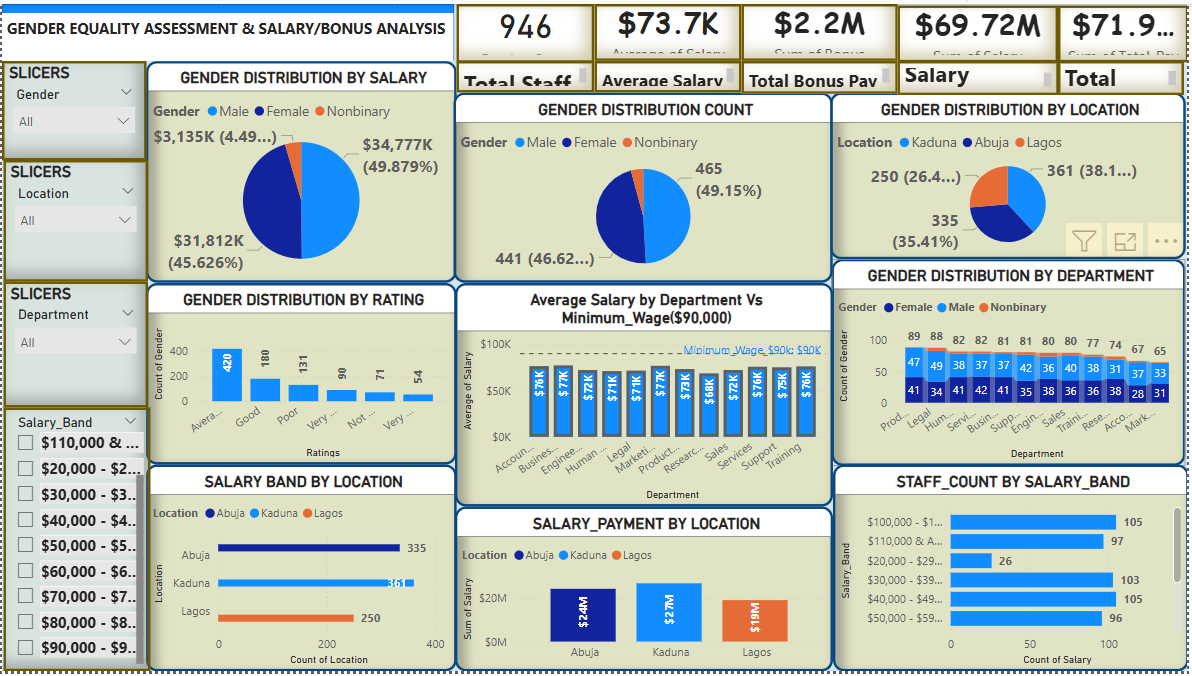 GENDER EQUALITY ASSESSMENT & SALARY/BONUS ANALYSIS
946
Total Staff
$73.7K
Average of Salary
Average Salary
$2.2M
Sum of Bonus
Total Bonus Pay
$69.72M
Sum of Salary
Salary
$71.9...
Sum of Total Pay
Total
SLICERS
Gender
All
SLICERS
Location
All
SLICERS
Department
All
Salary_Band
$110,000 & ...
$20,000 - $2...
$30,000 - $3...
$40,000 - $4...
$50,000 - $5...
$60,000 - $6...
$70,000 - $7...
$80,000 - $8...
$90,000 - $9...
GENDER DISTRIBUTION BY SALARY
Gender Male Female Nonbinary
$3,135K (4.49...)
$34,777K
(49.879%)
$31,812K
(45.626%)
GENDER DISTRIBUTION COUNT
Gender Male Female Nonbinary
465
(49.15%)
441 (46.62...)
GENDER DISTRIBUTION BY LOCATION
Location Kaduna Abuja Lagos
250 (26.4...)
361 (38.1...)
335
(35.41%)
GENDER DISTRIBUTION BY RATING
Count of Gender
400
200
0
420
180
131
90
71
54
Avera...
Good
Poor
Very ...
Not ...
Very ...
Ratings
Average Salary by Department Vs
Minimum_Wage($90,000)
Average of Salary
$100K
$50K
$0K
Minimum_Wage_$90k: $90K
$76K
$77K
$72K
$71K
$71K
$77K
$73K
$68K
$72K
$76K
$75K
$76K
Accoun...
Busines...
Enginee...
Human ...
Legal
Marketi...
Product...
Researc...
Sales
Services
Support
Training
Department
GENDER DISTRIBUTION BY DEPARTMENT
Gender Female Male Nonbinary
Count of Gender
100
50
0
89 88 82 82 81 81 80 80 77 74 67 65
47 49 38 37 37 42 36 40 38 31 37 33
41 34 41 42 41 35 38 36 36 38 28 31
Prod...
Legal
Hum...
Servi...
Busin...
Supp...
Engin...
Sales
Traini...
Rese...
Acco...
Mark...
Department
SALARY BAND BY LOCATION
Location Abuja Kaduna Lagos
Location
Abuja
335
Kaduna
361
Lagos
250
0 200 400
Count of Location
SALARY_PAYMENT BY LOCATION
Location Abuja Kaduna Lagos
Sum of Salary
$20M
$0M
$24M
$27M
$19M
Abuja Kaduna Lagos
STAFF_COUNT BY SALARY_BAND
Salary_Band
$100,000 - $1... 105
$110,000 & A... 97
$20,000 - $29... 26
$30,000 - $39... 103
$40,000 - $49... 105
$50,000 - $59... 96
0 50 100
Count of Salary